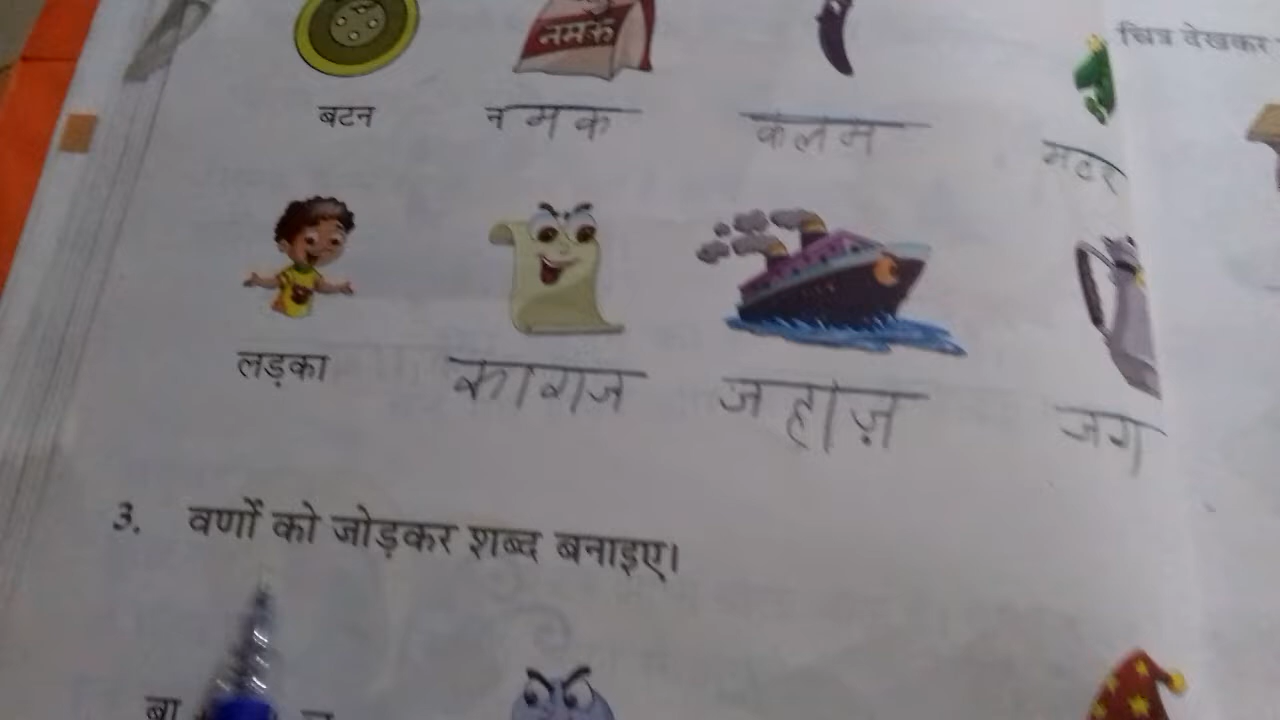 चित्र देखकर
नमक
बटन नमक कलम मटर
लड़का कागज जहाज़ जग
3. वर्णों को जोड़कर शब्द बनाइए।
बा